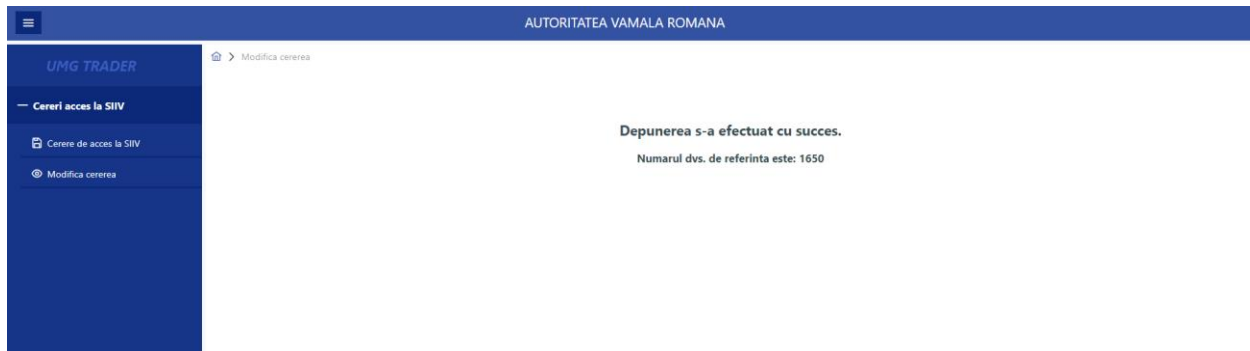 AUTORITATEA VAMALA ROMANA
UMG TRADER
Modifica cererea
Cereri acces la SIIV
Cerere de acces la SIIV
Modifica cererea
Depunerea s-a efectuat cu succes.
Numarul dvs. de referinta este: 1650